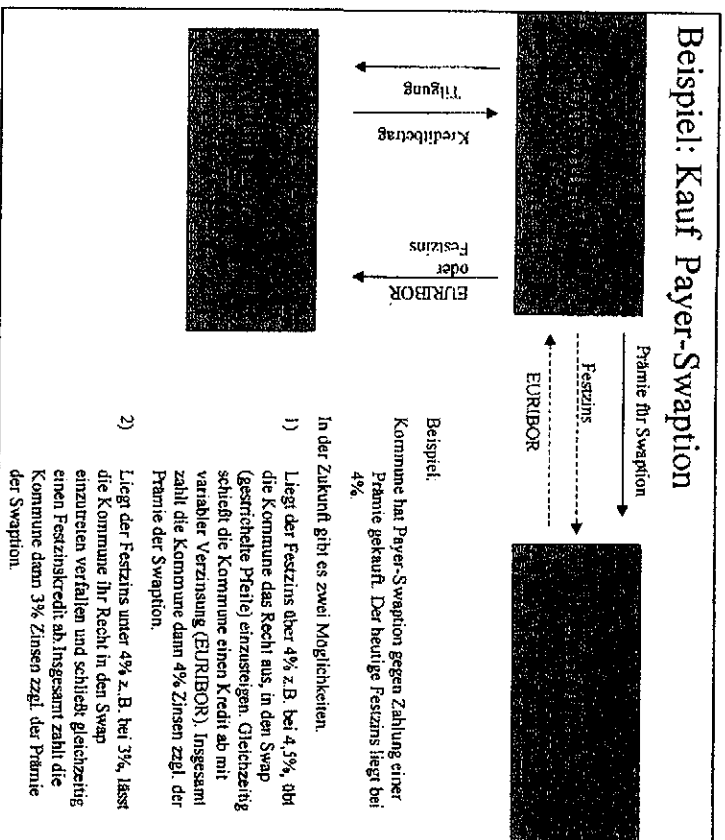 Beispiel: Kauf Payer-Swaption
Prämie für Swaption
Festzins
EURIBOR
Tilgung
Kreditbetrag
EURIBOR
oder
Festzins
Beispiel:
Kommune hat Payer-Swaption gegen Zahlung einer
Prämie gekauft. Der heutige Festzins liegt bei
4%.
In der Zukunft gibt es zwei Möglichkeiten.
1) Liegt der Festzins über 4% z.B. bei 4,5%, übt
die Kommune das Recht aus, in den Swap
(gestrichelte Pfeile) einzusteigen. Gleichzeitig
schießt die Kommune einen Kredit ab mit
variabler Verzinsung (EURIBOR). Insgesamt
zahlt die Kommune dann 4% Zinsen zzgl. der
Prämie der Swaption.
2) Liegt der Festzins unter 4% z.B. bei 3%, lässt
die Kommune ihr Recht in den Swap
einzutreten verfallen und schließt gleichzeitig
einen Festzinskredit ab. Insgesamt zahlt die
Kommune dann 3% Zinsen zzgl. der Prämie
der Swaption.